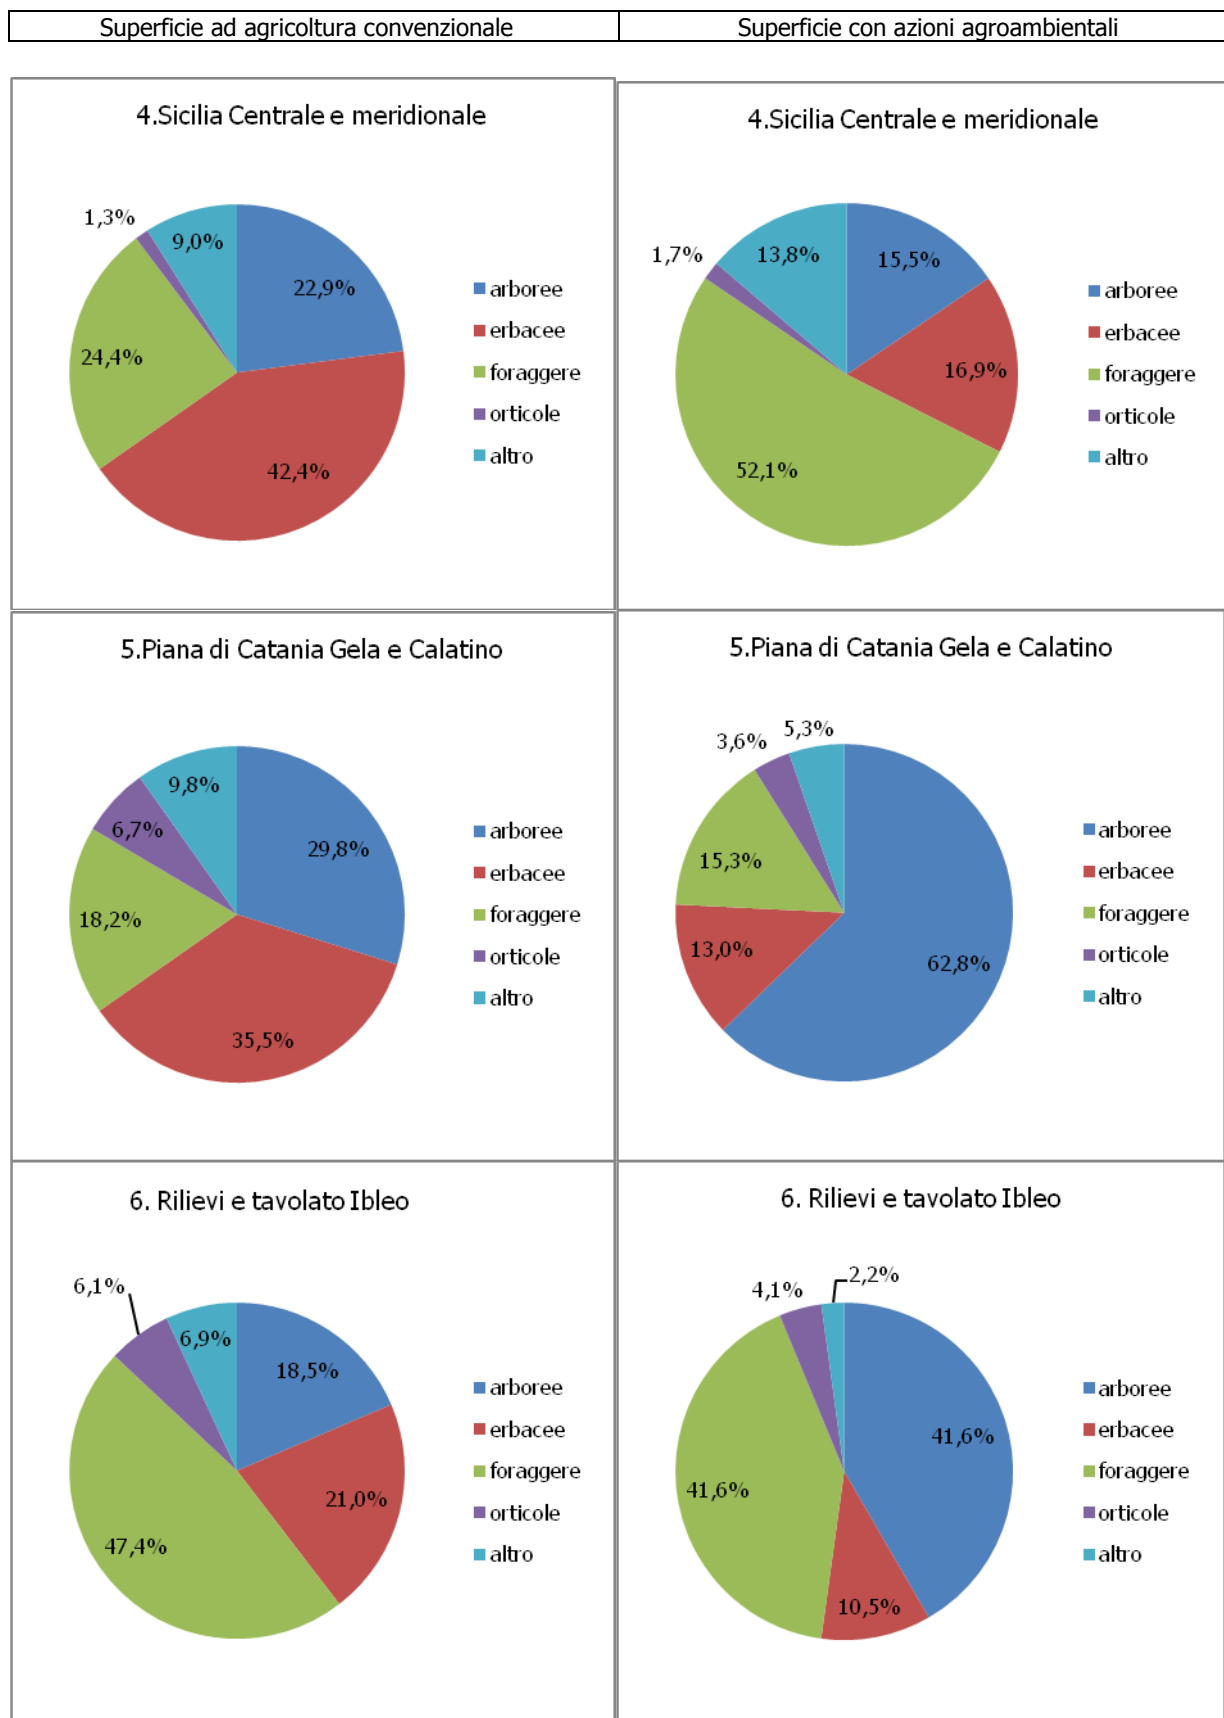 Superficie ad agricoltura convenzionale
Superficie con azioni agroambientali
4.Sicilia Centrale e meridionale
1,3%
9,0%
22,9%
24,4%
42,4%
arboree
erbacee
foraggere
orticole
altro
4.Sicilia Centrale e meridionale
1,7%
13,8%
15,5%
16,9%
52,1%
arboree
erbacee
foraggere
orticole
altro
5.Piana di Catania Gela e Calatino
9,8%
6,7%
29,8%
18,2%
35,5%
arboree
erbacee
foraggere
orticole
altro
5.Piana di Catania Gela e Calatino
3,6%
5,3%
15,3%
13,0%
62,8%
arboree
erbacee
foraggere
orticole
altro
6. Rilievi e tavolato Ibleo
6,1%
6,9%
18,5%
21,0%
47,4%
arboree
erbacee
foraggere
orticole
altro
6. Rilievi e tavolato Ibleo
4,1%
2,2%
41,6%
41,6%
10,5%
arboree
erbacee
foraggere
orticole
altro